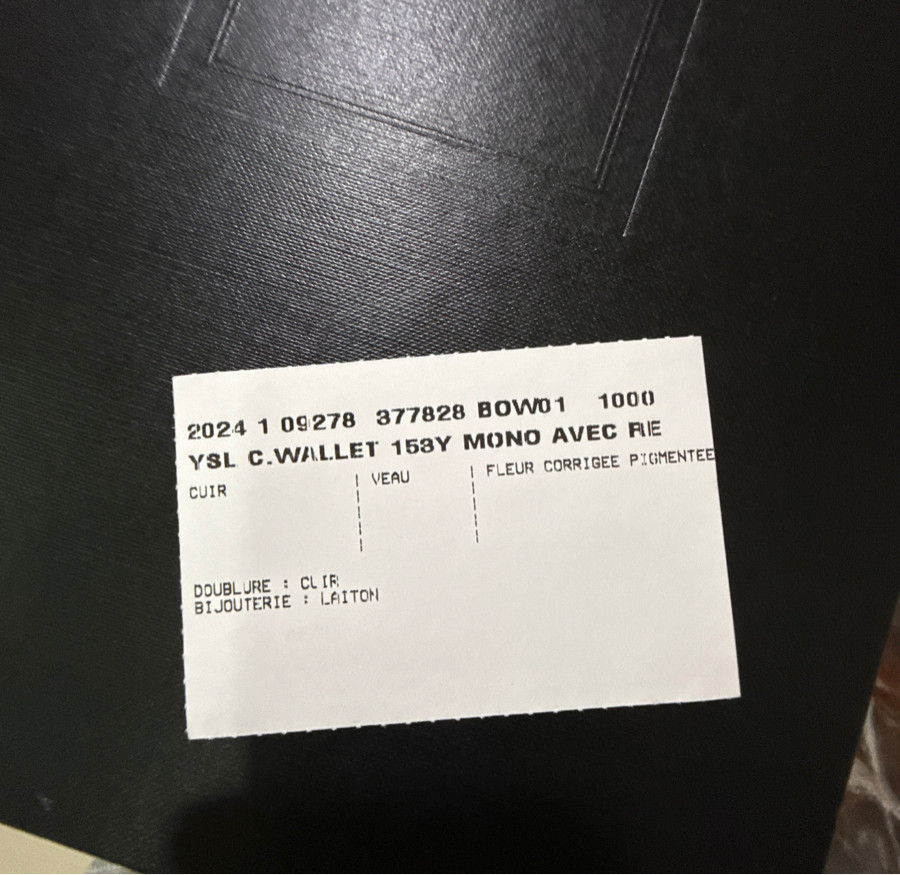 2024 1 09278 377828 BOW01 1000
YSL C.WALLET 153Y MONO AVEC RIE
CUIR | VEAU | FLEUR CORRIGEE PIGMENTEE
DOUBLURE : CUIR
BIJOUTERIE : LAITON